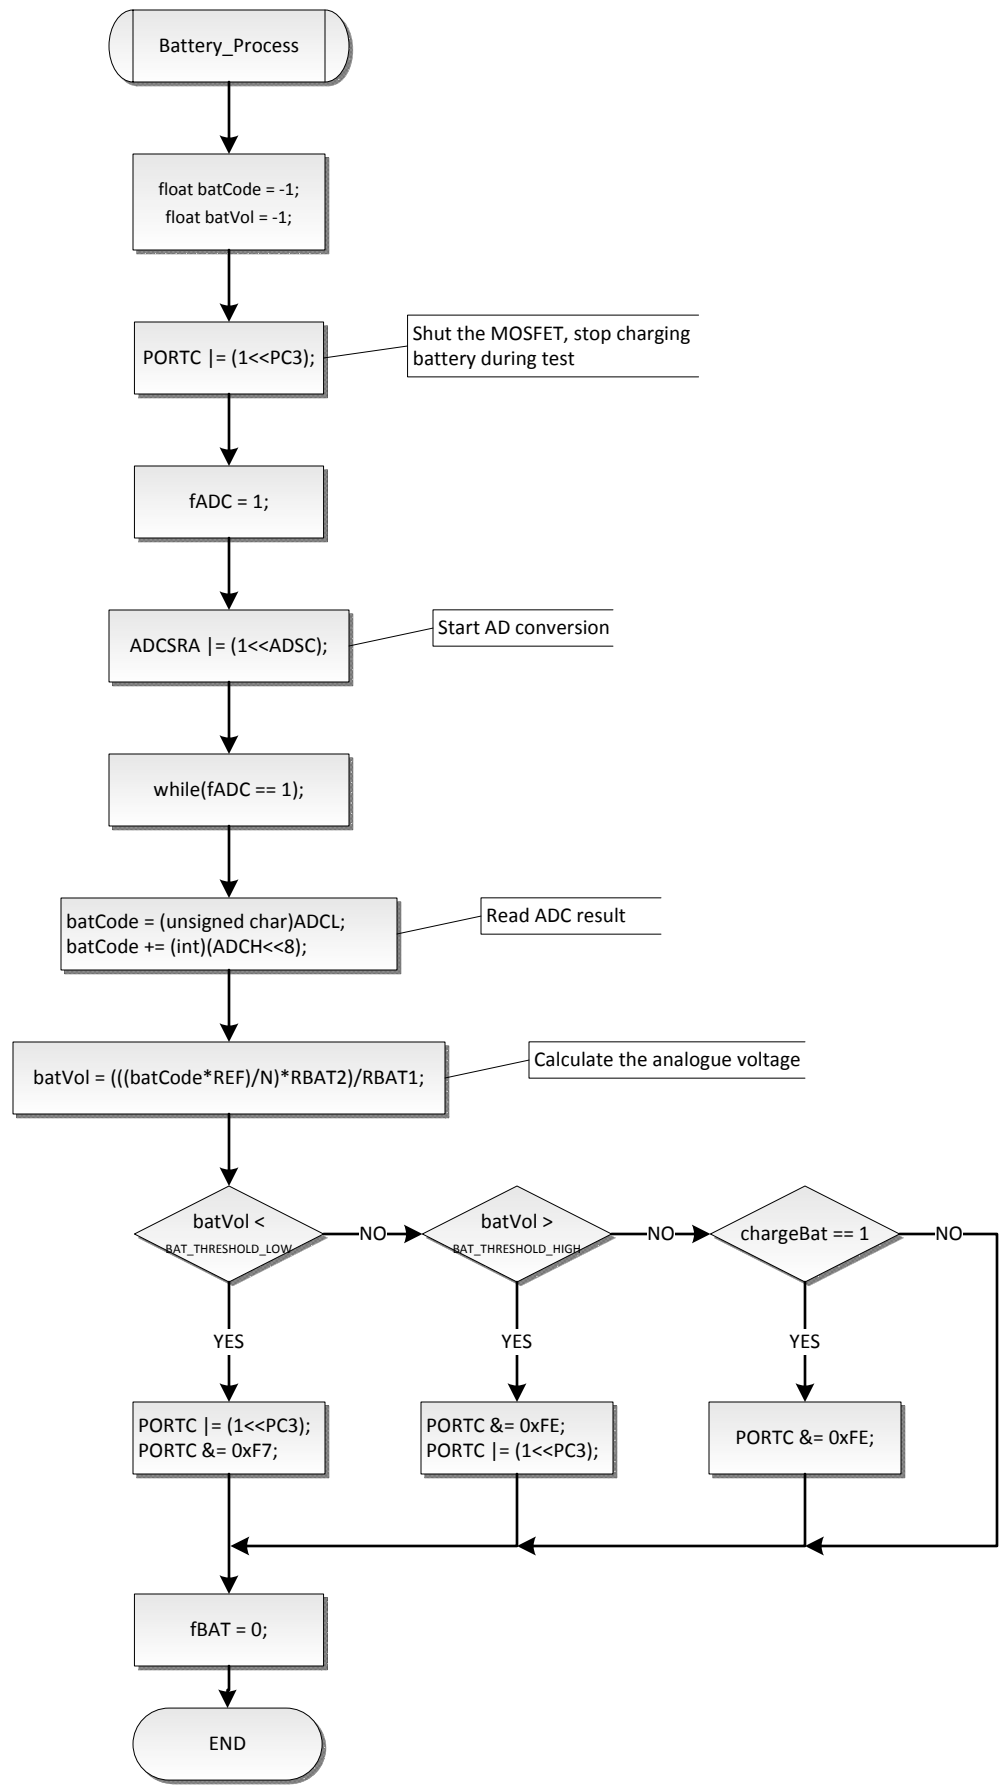 Battery_Process
float batCode = -1;
float batVol = -1;
PORTC |= (1<<PC3);
Shut the MOSFET, stop charging
battery during test
fADC = 1;
ADCSRA |= (1<<ADSC);
Start AD conversion
while(fADC == 1);
batCode = (unsigned char)ADCL;
batCode += (int)(ADCH<<8);
Read ADC result
batVol = (((batCode*REF)/N)*RBAT2)/RBAT1;
Calculate the analogue voltage
batVol <
BAT_THRESHOLD_LOW
NO
batVol >
BAT_THRESHOLD_HIGH
NO
chargeBat == 1
NO
YES
YES
YES
PORTC |= (1<<PC3);
PORTC &= 0xF7;
PORTC &= 0xFE;
PORTC |= (1<<PC3);
PORTC &= 0xFE;
fBAT = 0;
END